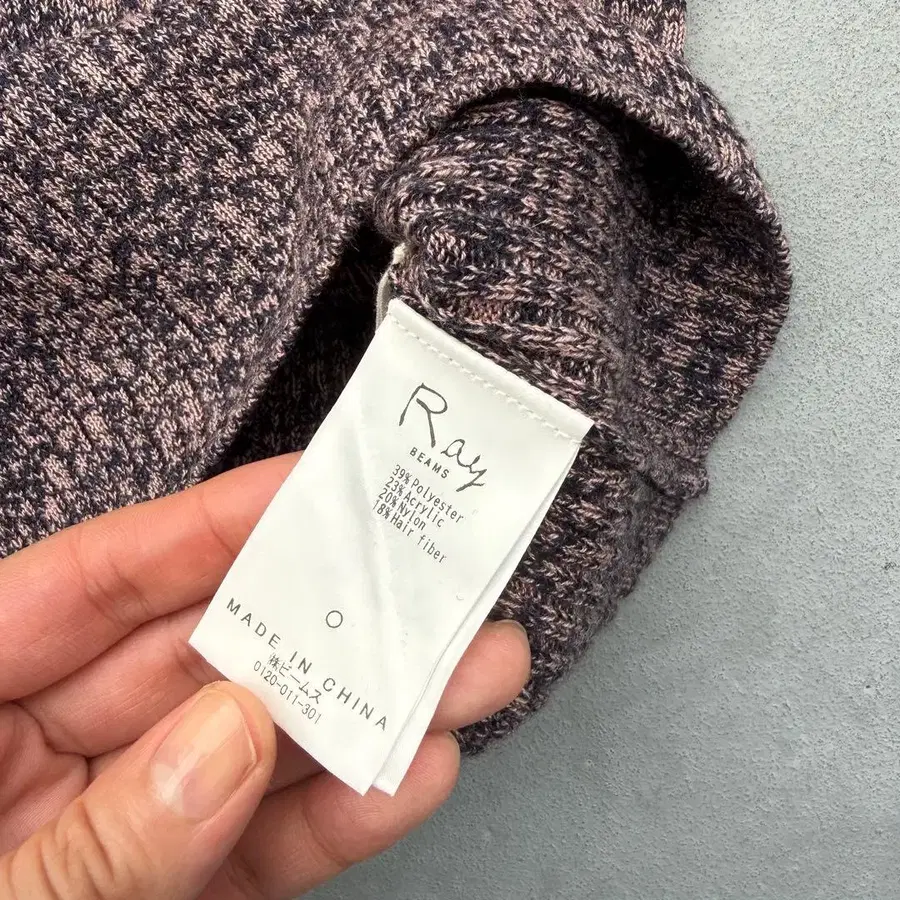 Ray
BEAMS
39% Polyester
23% Acrylic
20% Nylon
18% Hair fiber
MADE IN CHINA
㈱ビームス
0120-011-301